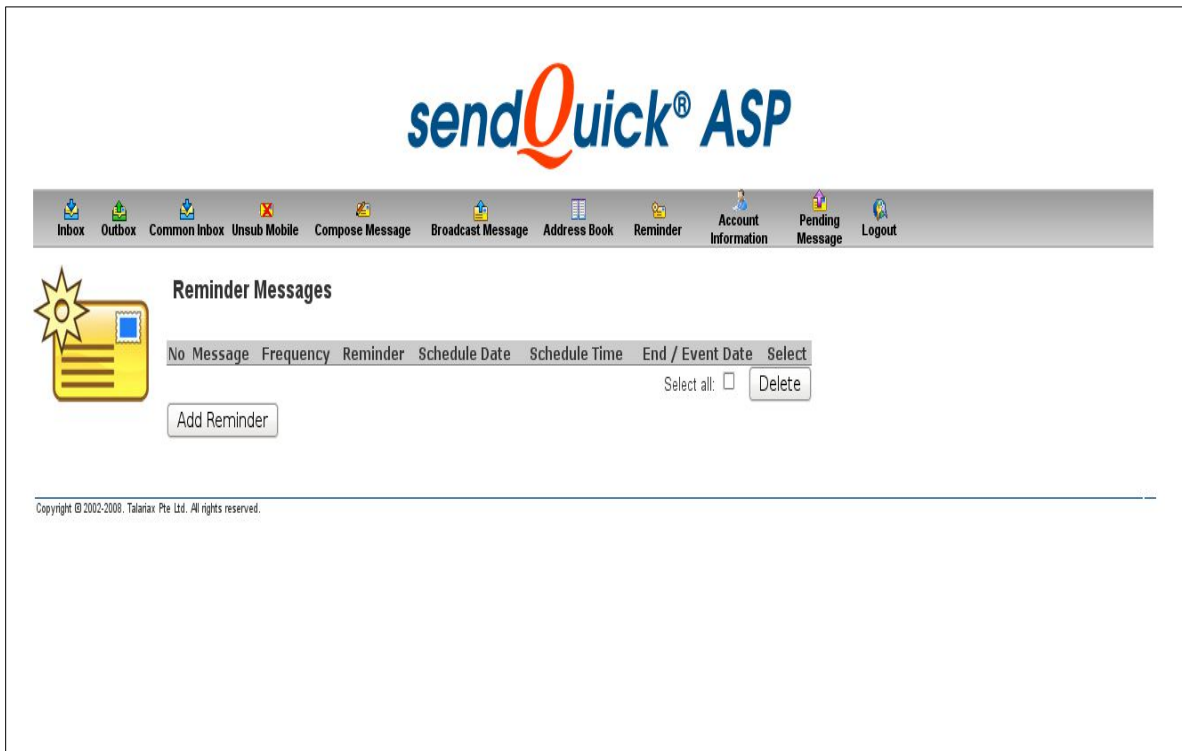 sendQuick® ASP
Inbox Outbox Common Inbox Unsub Mobile Compose Message Broadcast Message Address Book Reminder Account Information Pending Message Logout
Reminder Messages
No Message Frequency Reminder Schedule Date Schedule Time End / Event Date Select
Select all: Delete
Add Reminder
Copyright © 2002-2008. Talariax Pte Ltd. All rights reserved.